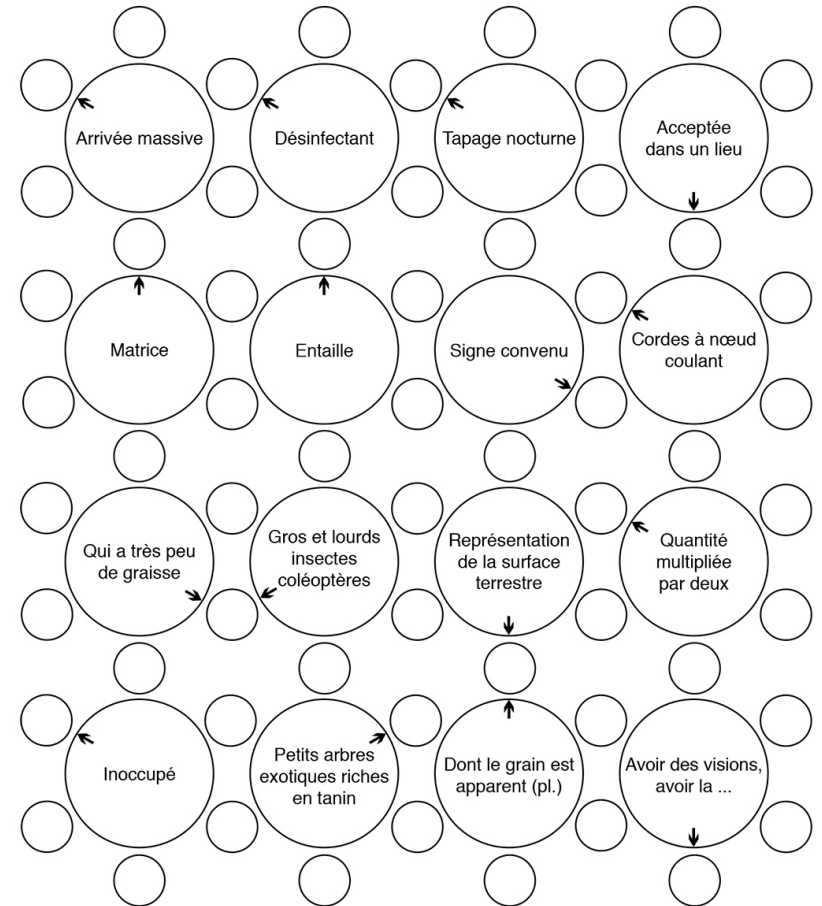 Arrivée massive
Désinfectant
Tapage nocturne
Acceptée
dans un lieu
Matrice
Entaille
Signe convenu
Cordes à nœud
coulant
Qui a très peu
de graisse
Gros et lourds
insectes
coléoptères
Représentation
de la surface
terrestre
Quantité
multipliée
par deux
Inoccupé
Petits arbres
exotiques riches
en tanin
Dont le grain est
apparent (pl.)
Avoir des visions,
avoir la ...